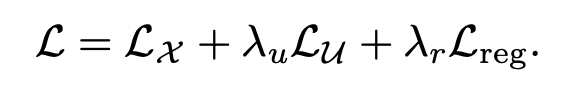 ℒ = ℒ_𝒳 + λ_u ℒ_𝒰 + λ_r ℒ_reg.